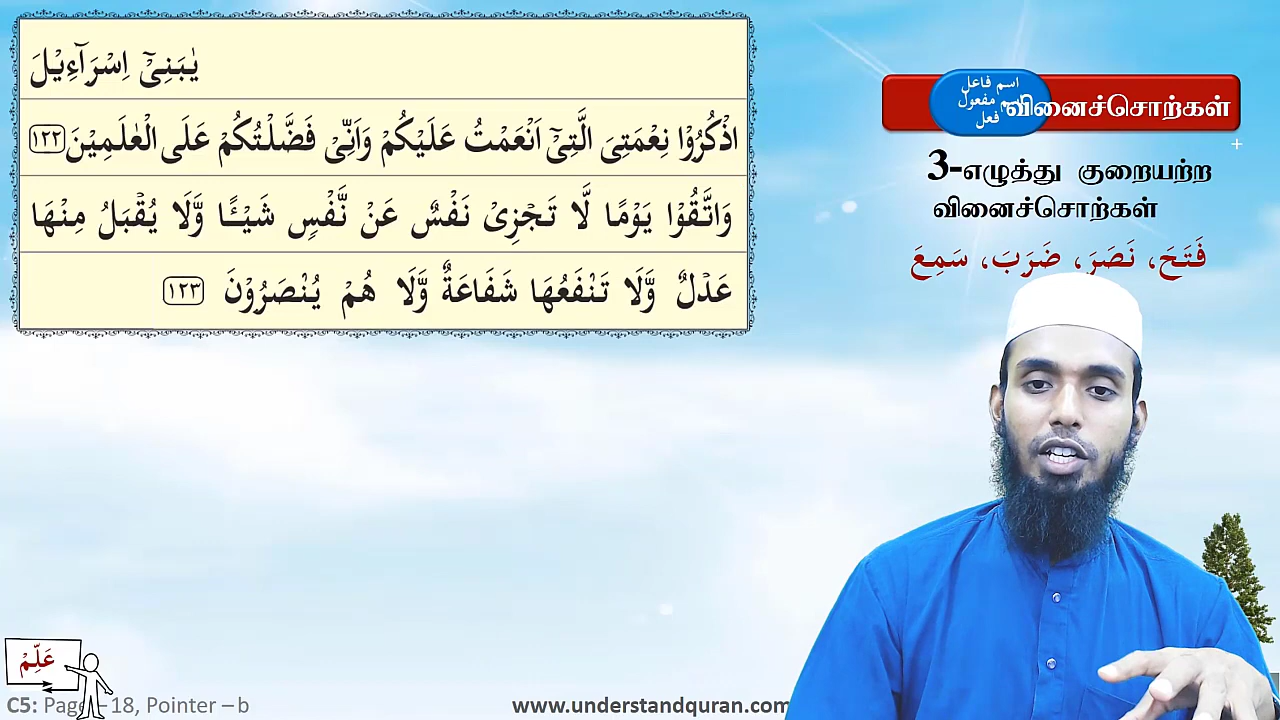 يٰبَنِىْٓ اِسْرَآءِيْلَ
اذْكُرُوْا نِعْمَتِىَ الَّتِىْٓ اَنْعَمْتُ عَلَيْكُمْ وَاَنِّىْ فَضَّلْتُكُمْ عَلَى الْعٰلَمِيْنَ ١٢٢
وَاتَّقُوْا يَوْمًا لَّا تَجْزِىْ نَفْسٌ عَنْ نَّفْسٍ شَيْـًٔا وَّلَا يُقْبَلُ مِنْهَا
عَدْلٌ وَّلَا تَنْفَعُهَا شَفَاعَةٌ وَّلَا هُمْ يُنْصَرُوْنَ ١٢٣
اسم فاعل
مفعول
فعل
வினைச்சொற்கள்
3-எழுத்து குறையற்ற
வினைச்சொற்கள்
فَتَحَ، نَصَرَ، ضَرَبَ، سَمِعَ
عَلِّمْ
C5: Page –18, Pointer – b
www.understandquran.com